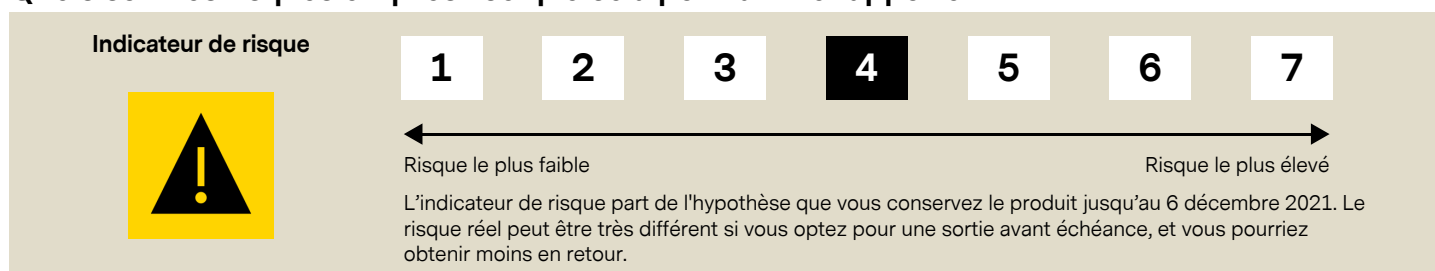 Indicateur de risque
1 2 3 4 5 6 7
Risque le plus faible Risque le plus élevé
L’indicateur de risque part de l'hypothèse que vous conservez le produit jusqu’au 6 décembre 2021. Le
risque réel peut être très différent si vous optez pour une sortie avant échéance, et vous pourriez
obtenir moins en retour.